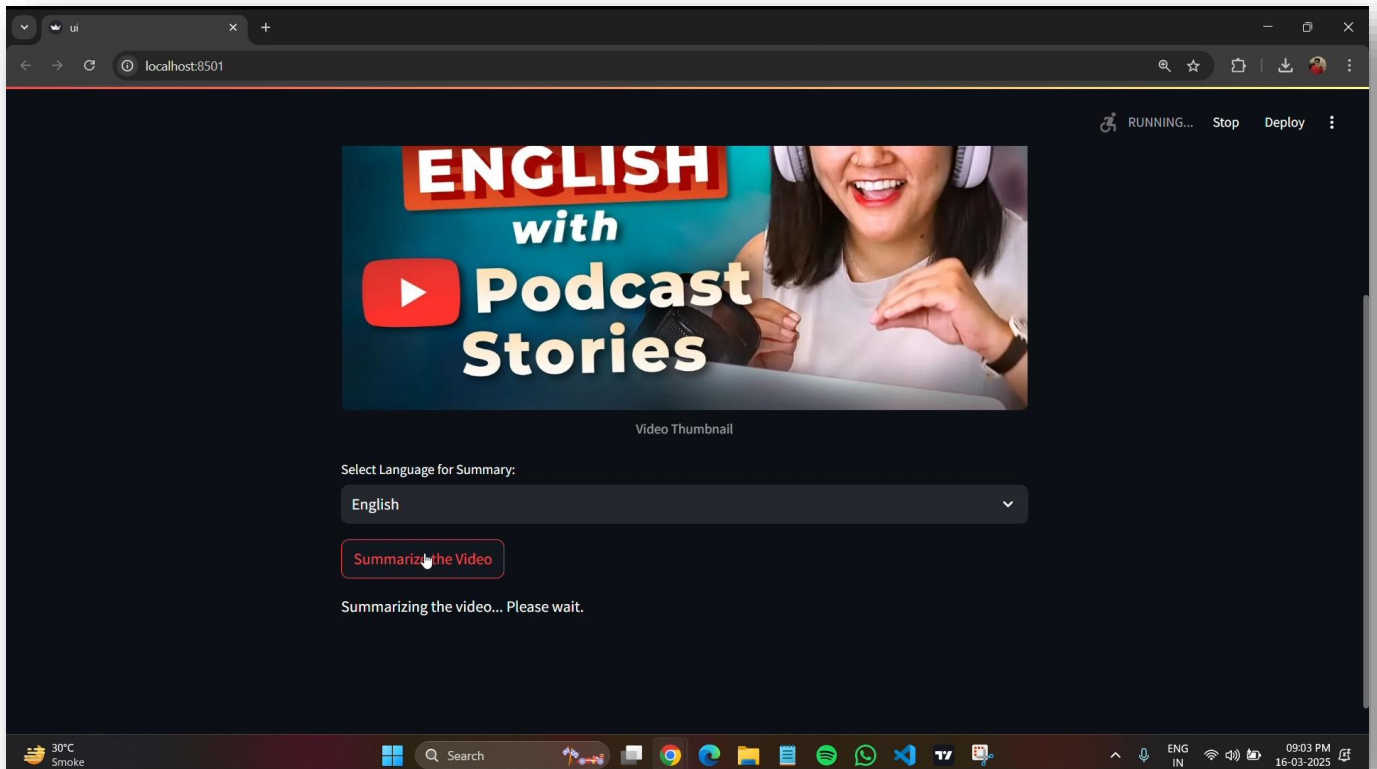 ui
localhost:8501
RUNNING... Stop Deploy
ENGLISH
with
Podcast
Stories
Video Thumbnail
Select Language for Summary:
English
Summarize the Video
Summarizing the video... Please wait.
30°C
Smoke
Search
ENG
IN
09:03 PM
16-03-2025